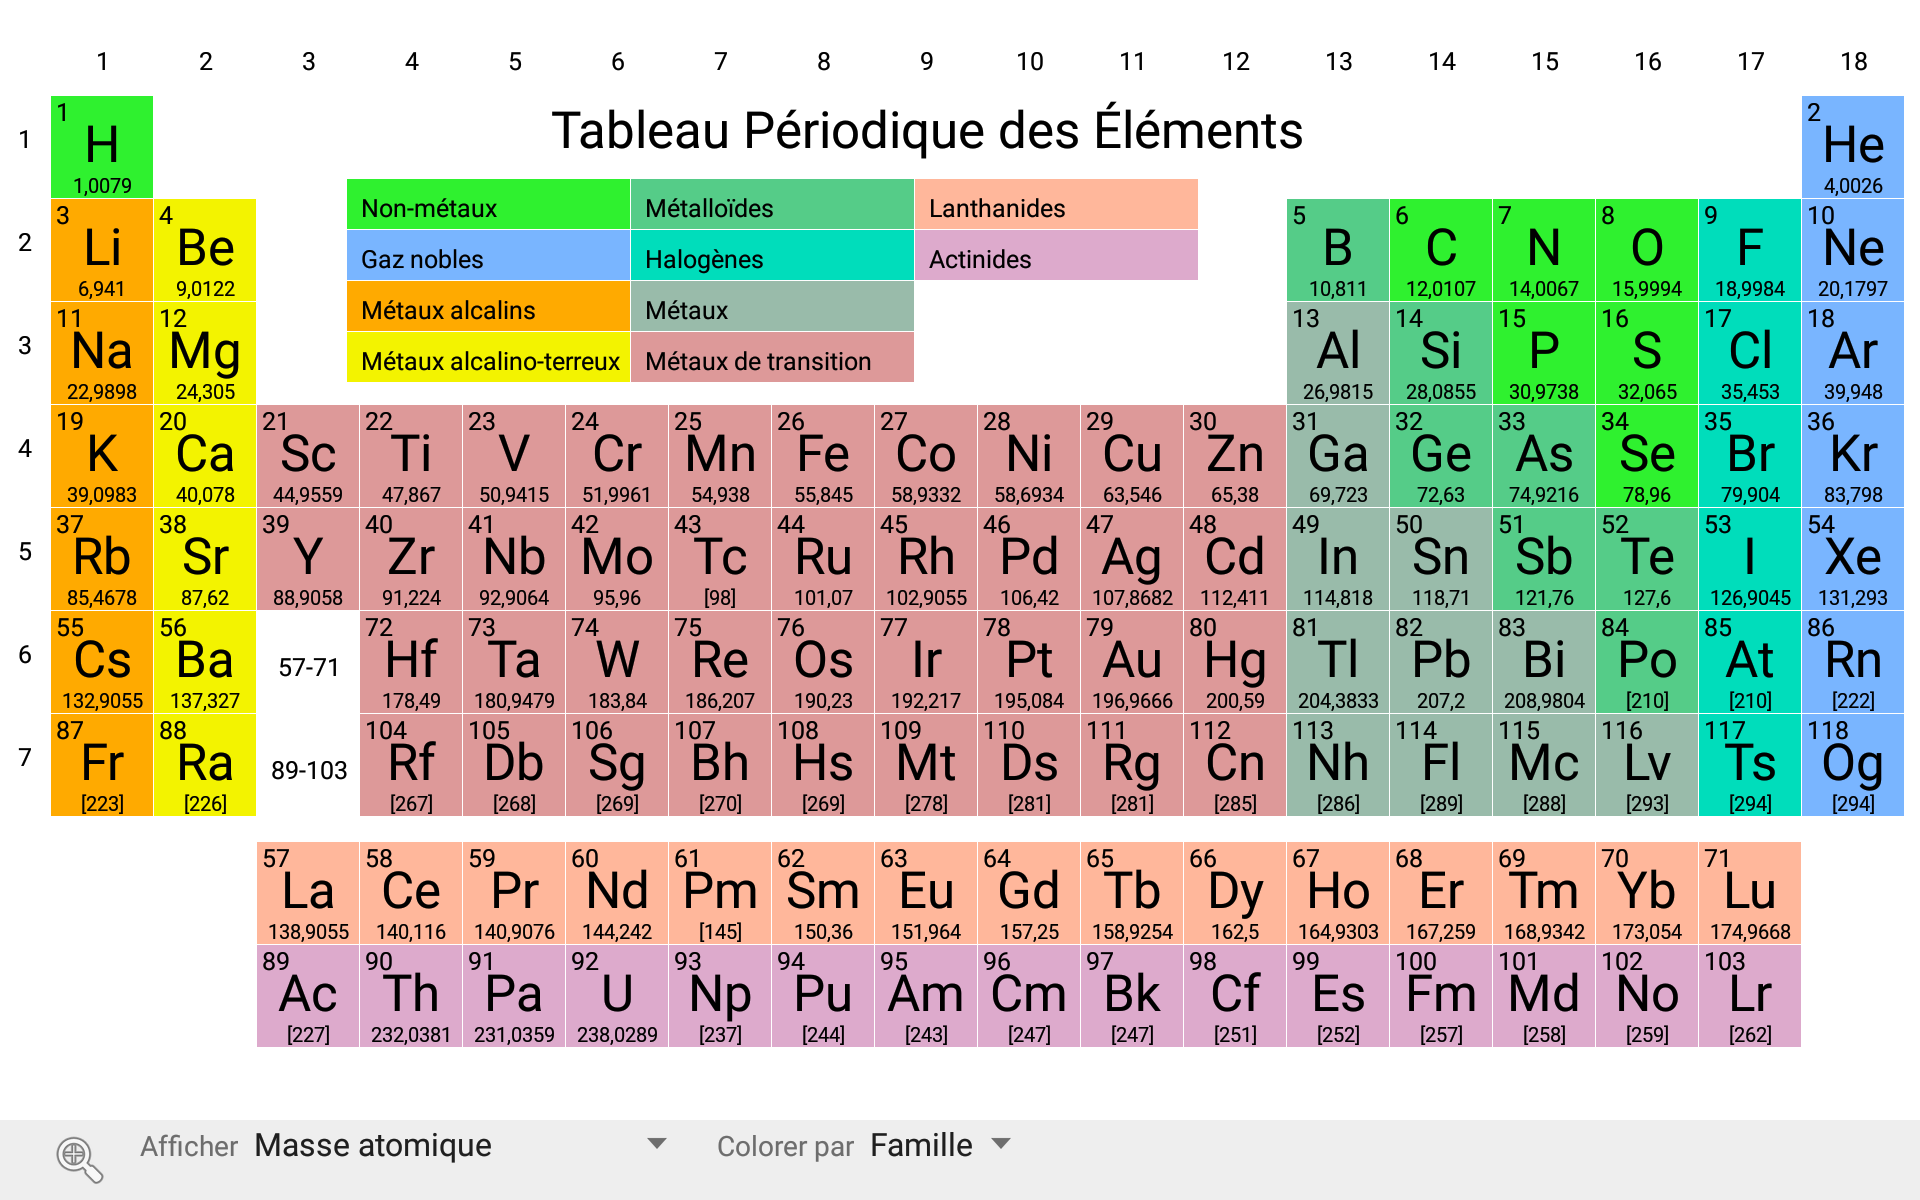 1 2 3 4 5 6 7 8 9 10 11 12 13 14 15 16 17 18
Tableau Périodique des Éléments
1
1 2
H He
1,0079 4,0026
Non-métaux Métalloïdes Lanthanides
Gaz nobles Halogènes Actinides
Métaux alcalins Métaux
Métaux alcalino-terreux Métaux de transition
2
3 4 5 6 7 8 9 10
Li Be B C N O F Ne
6,941 9,0122 10,811 12,0107 14,0067 15,9994 18,9984 20,1797
3
11 12 13 14 15 16 17 18
Na Mg Al Si P S Cl Ar
22,9898 24,305 26,9815 28,0855 30,9738 32,065 35,453 39,948
4
19 20 21 22 23 24 25 26 27 28 29 30 31 32 33 34 35 36
K Ca Sc Ti V Cr Mn Fe Co Ni Cu Zn Ga Ge As Se Br Kr
39,0983 40,078 44,9559 47,867 50,9415 51,9961 54,938 55,845 58,9332 58,6934 63,546 65,38 69,723 72,63 74,9216 78,96 79,904 83,798
5
37 38 39 40 41 42 43 44 45 46 47 48 49 50 51 52 53 54
Rb Sr Y Zr Nb Mo Tc Ru Rh Pd Ag Cd In Sn Sb Te I Xe
85,4678 87,62 88,9058 91,224 92,9064 95,96 [98] 101,07 102,9055 106,42 107,8682 112,411 114,818 118,71 121,76 127,6 126,9045 131,293
6
55 56 72 73 74 75 76 77 78 79 80 81 82 83 84 85 86
Cs Ba 57-71 Hf Ta W Re Os Ir Pt Au Hg Tl Pb Bi Po At Rn
132,9055 137,327 178,49 180,9479 183,84 186,207 190,23 192,217 195,084 196,9666 200,59 204,3833 207,2 208,9804 [210] [210] [222]
7
87 88 104 105 106 107 108 109 110 111 112 113 114 115 116 117 118
Fr Ra 89-103 Rf Db Sg Bh Hs Mt Ds Rg Cn Nh Fl Mc Lv Ts Og
[223] [226] [267] [268] [269] [270] [269] [278] [281] [281] [285] [286] [289] [288] [293] [294] [294]
57 58 59 60 61 62 63 64 65 66 67 68 69 70 71
La Ce Pr Nd Pm Sm Eu Gd Tb Dy Ho Er Tm Yb Lu
138,9055 140,116 140,9076 144,242 [145] 150,36 151,964 157,25 158,9254 162,5 164,9303 167,259 168,9342 173,054 174,9668
89 90 91 92 93 94 95 96 97 98 99 100 101 102 103
Ac Th Pa U Np Pu Am Cm Bk Cf Es Fm Md No Lr
[227] 232,0381 231,0359 238,0289 [237] [244] [243] [247] [247] [251] [252] [257] [258] [259] [262]
Afficher Masse atomique Colorer par Famille